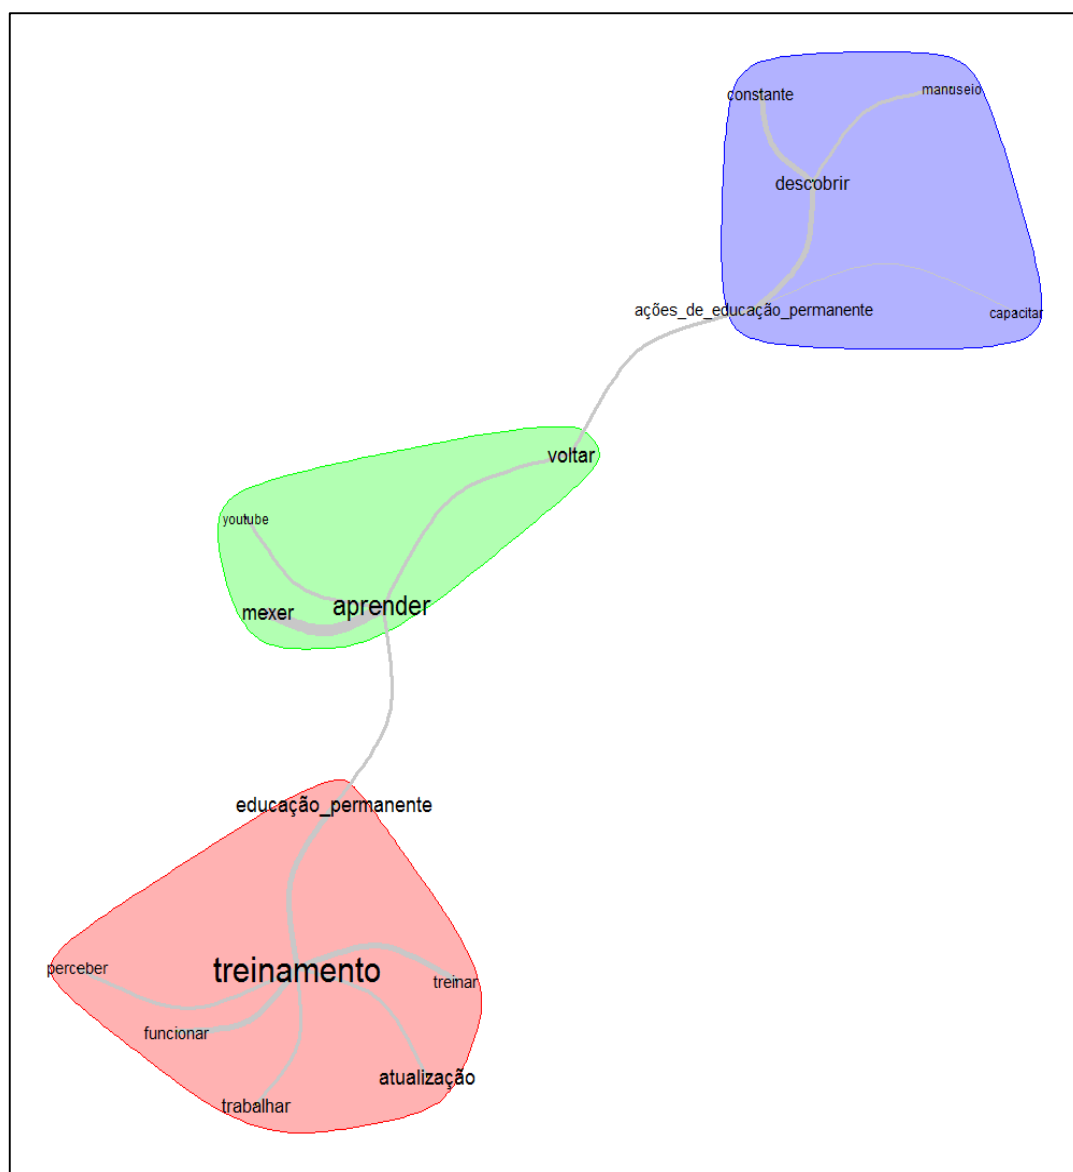 constante
manuseio
descobrir
ações_de_educação_permanente
capacitar
voltar
youtube
mexer
aprender
educação_permanente
perceber
treinamento
treinar
funcionar
atualização
trabalhar